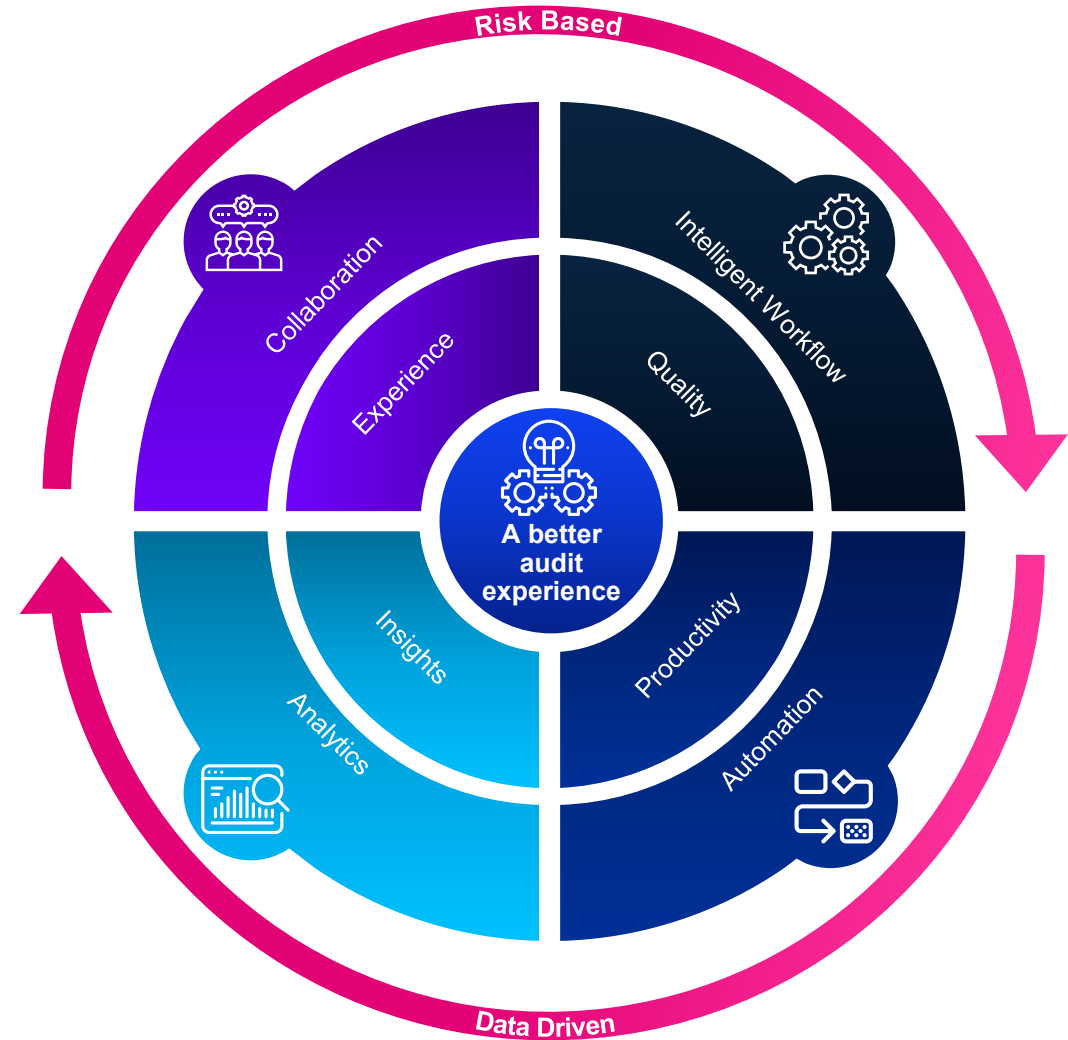 Risk Based
Collaboration
Intelligent Workflow
Experience
Quality
A better
audit
experience
Insights
Productivity
Analytics
Automation
Data Driven